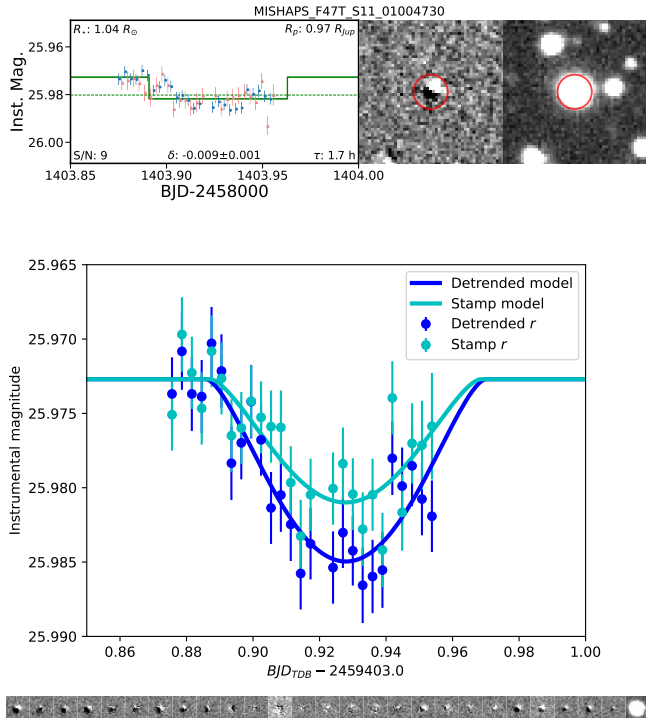 MISHAPS_F47T_S11_01004730
R⋆: 1.04 R⊙ Rp: 0.97 RJup
25.96
25.98
26.00
Inst. Mag.
S/N: 9 δ: -0.009±0.001 τ: 1.7 h
1403.85 1403.90 1403.95 1404.00
BJD-2458000
25.965
25.970
25.975
25.980
25.985
25.990
Instrumental magnitude
Detrended model
Stamp model
Detrended r
Stamp r
0.86 0.88 0.90 0.92 0.94 0.96 0.98 1.00
BJDTDB − 2459403.0